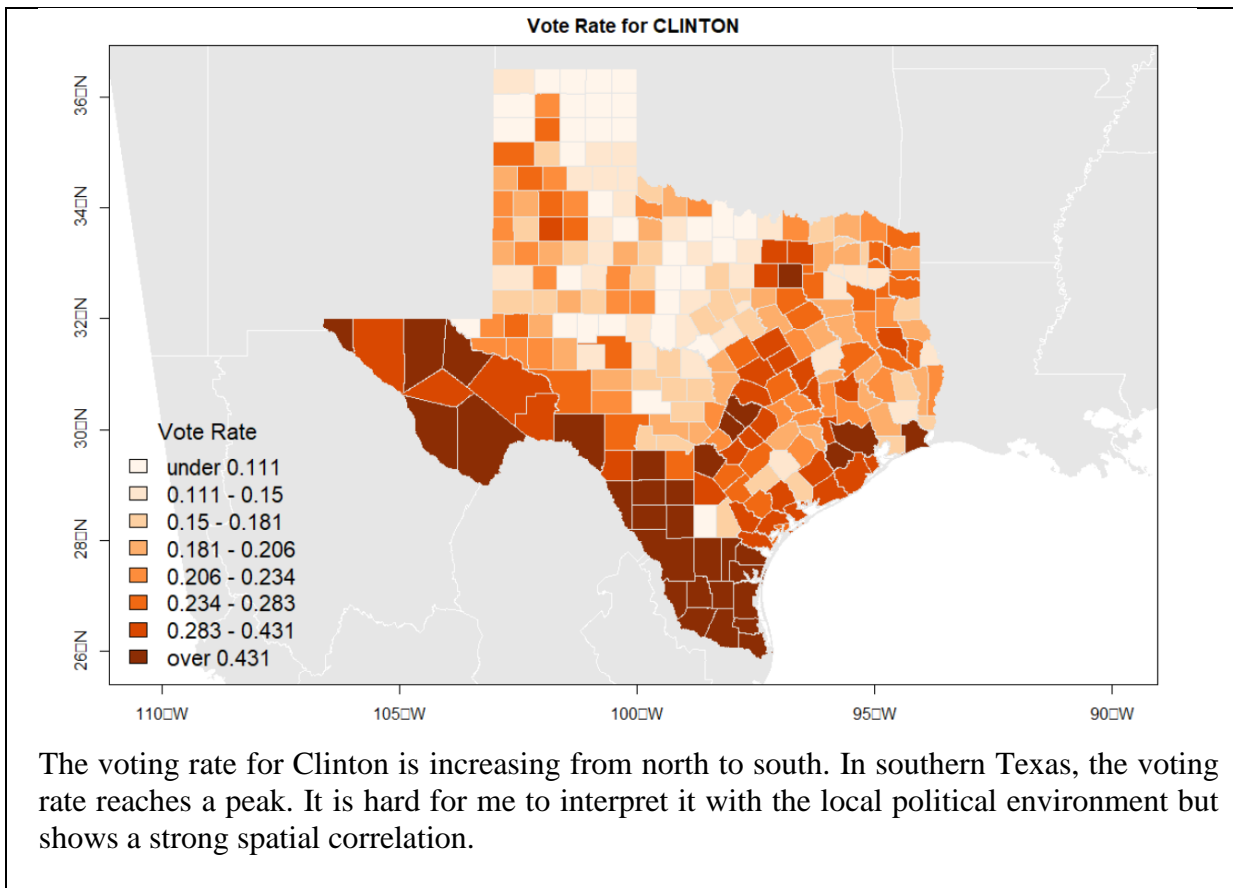 Vote Rate for CLINTON
36□N
34□N
32□N
30□N
28□N
26□N
Vote Rate
under 0.111
0.111 - 0.15
0.15 - 0.181
0.181 - 0.206
0.206 - 0.234
0.234 - 0.283
0.283 - 0.431
over 0.431
110□W
105□W
100□W
95□W
90□W
The voting rate for Clinton is increasing from north to south. In southern Texas, the voting
rate reaches a peak. It is hard for me to interpret it with the local political environment but
shows a strong spatial correlation.